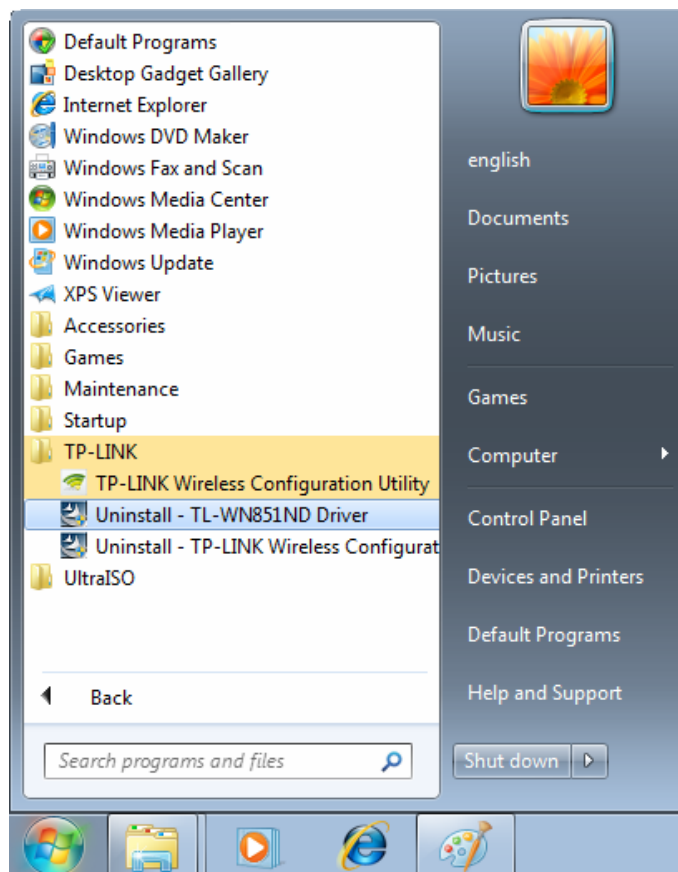 Default Programs
Desktop Gadget Gallery
Internet Explorer
Windows DVD Maker
Windows Fax and Scan
Windows Media Center
Windows Media Player
Windows Update
XPS Viewer
Accessories
Games
Maintenance
Startup
TP-LINK
TP-LINK Wireless Configuration Utility
Uninstall - TL-WN851ND Driver
Uninstall - TP-LINK Wireless Configurat
UltraISO
Back
Search programs and files
english
Documents
Pictures
Music
Games
Computer
Control Panel
Devices and Printers
Default Programs
Help and Support
Shut down